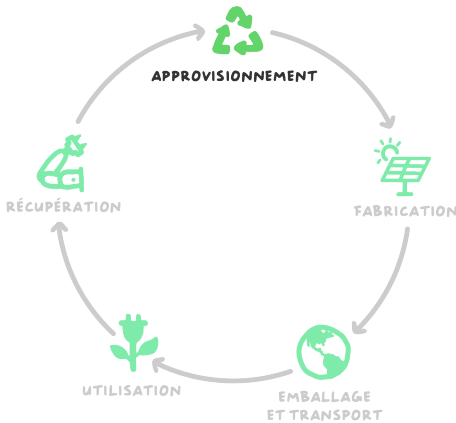 APPROVISIONNEMENT
FABRICATION
EMBALLAGE
ET TRANSPORT
UTILISATION
RÉCUPÉRATION